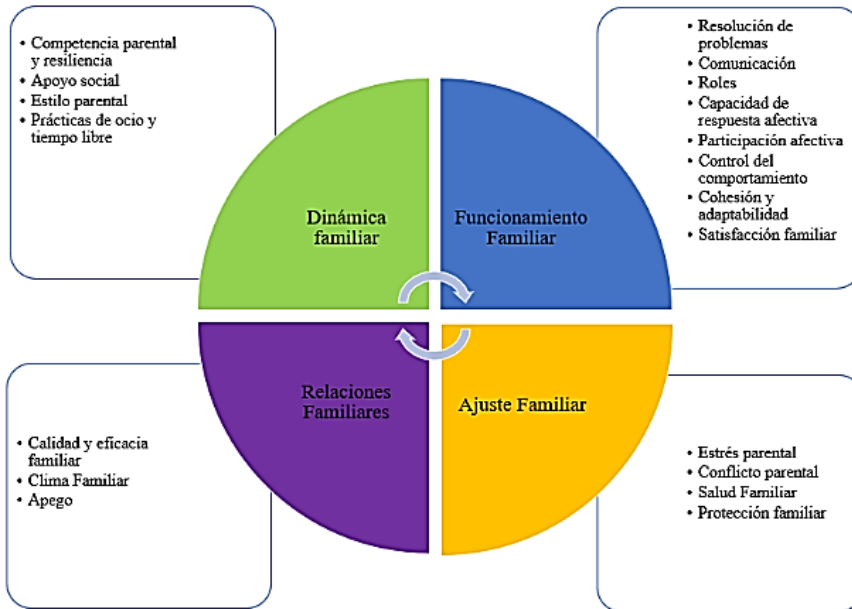 • Competencia parental
y resiliencia
• Apoyo social
• Estilo parental
• Prácticas de ocio y
tiempo libre
• Resolución de
problemas
• Comunicación
• Roles
• Capacidad de
respuesta afectiva
• Participación afectiva
• Control del
comportamiento
• Cohesión y
adaptabilidad
• Satisfacción familiar
Dinámica
familiar
Funcionamiento
Familiar
Relaciones
Familiares
Ajuste Familiar
• Calidad y eficacia
familiar
• Clima Familiar
• Apego
• Estrés parental
• Conflicto parental
• Salud Familiar
• Protección familiar